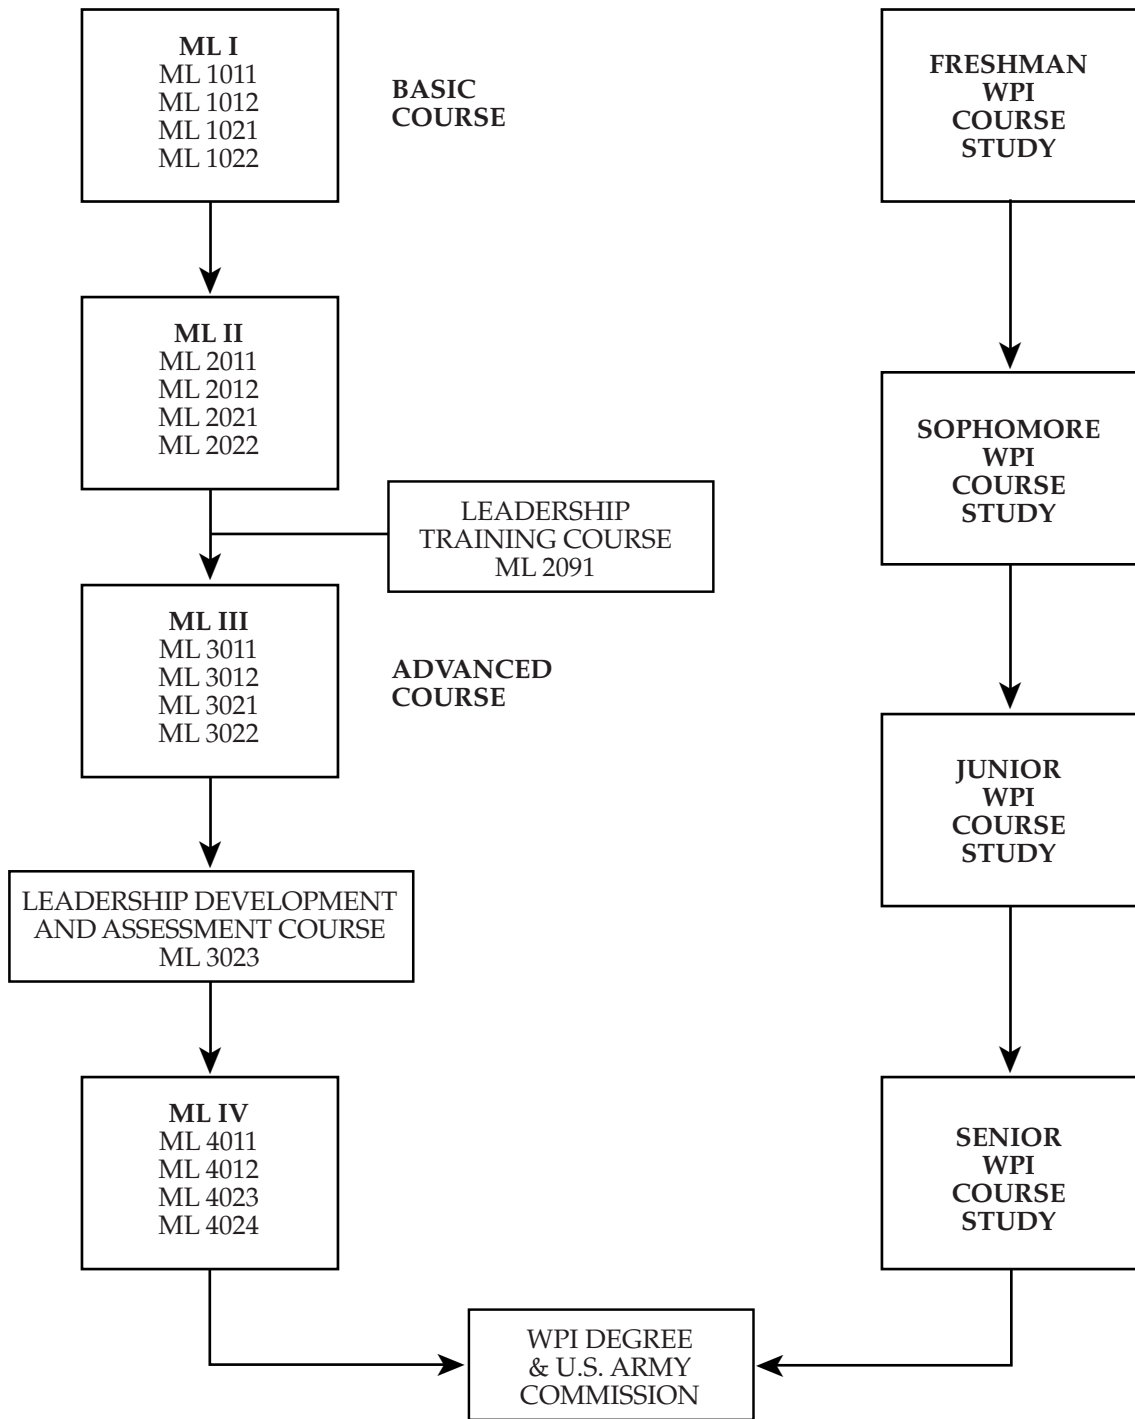 ML I
ML 1011
ML 1012
ML 1021
ML 1022
BASIC
COURSE
FRESHMAN
WPI
COURSE
STUDY
ML II
ML 2011
ML 2012
ML 2021
ML 2022
SOPHOMORE
WPI
COURSE
STUDY
LEADERSHIP
TRAINING COURSE
ML 2091
ML III
ML 3011
ML 3012
ML 3021
ML 3022
ADVANCED
COURSE
JUNIOR
WPI
COURSE
STUDY
LEADERSHIP DEVELOPMENT
AND ASSESSMENT COURSE
ML 3023
ML IV
ML 4011
ML 4012
ML 4023
ML 4024
SENIOR
WPI
COURSE
STUDY
WPI DEGREE
& U.S. ARMY
COMMISSION